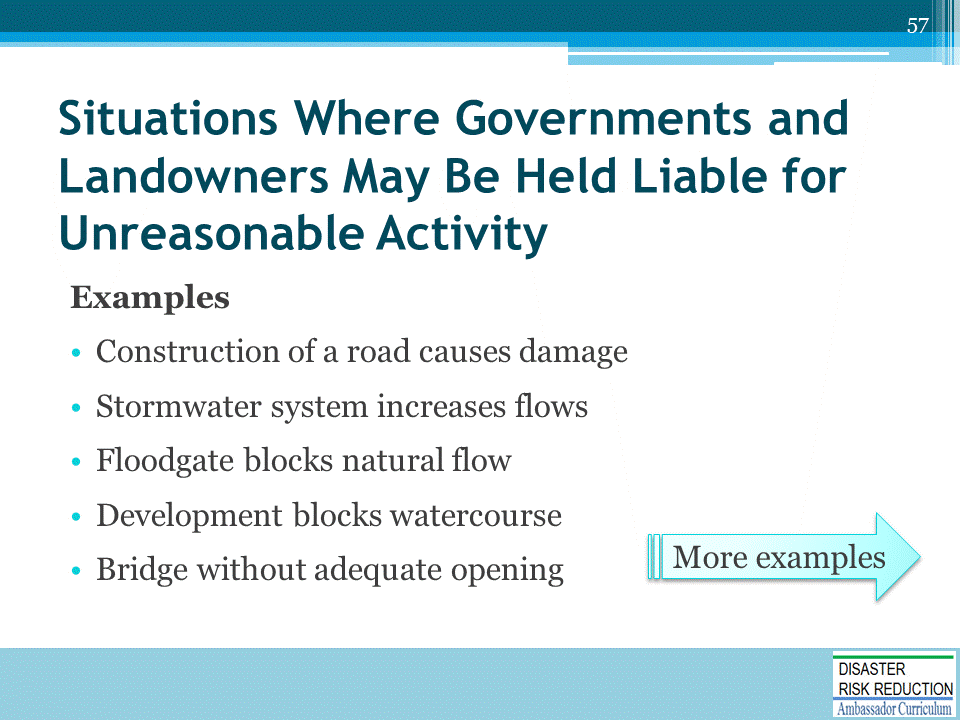 57
Situations Where Governments and
Landowners May Be Held Liable for
Unreasonable Activity
Examples
• Construction of a road causes damage
• Stormwater system increases flows
• Floodgate blocks natural flow
• Development blocks watercourse
• Bridge without adequate opening
More examples
DISASTER
RISK REDUCTION
Ambassador Curriculum